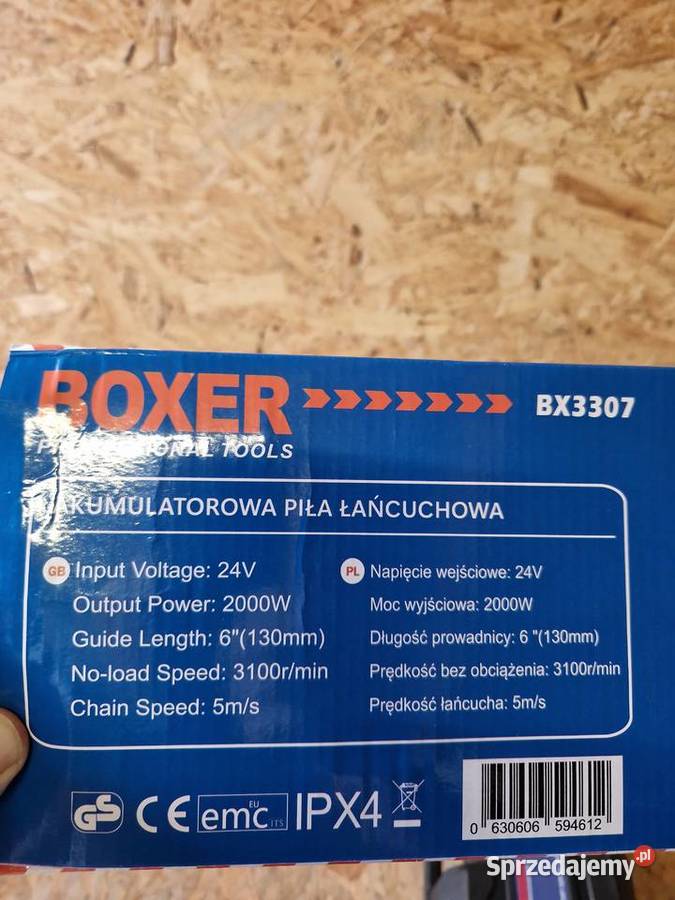 BOXER
BX3307
PROFESSIONAL TOOLS
AKUMULATOROWA PIŁA ŁAŃCUCHOWA
GB Input Voltage: 24V
Output Power: 2000W
Guide Length: 6"(130mm)
No-load Speed: 3100r/min
Chain Speed: 5m/s
PL Napięcie wejściowe: 24V
Moc wyjściowa: 2000W
Długość prowadnicy: 6 "(130mm)
Prędkość bez obciążenia: 3100r/min
Prędkość łańcucha: 5m/s
GS CE emc EU ITS IPX4
0 630606 594612
Sprzedajemy.pl